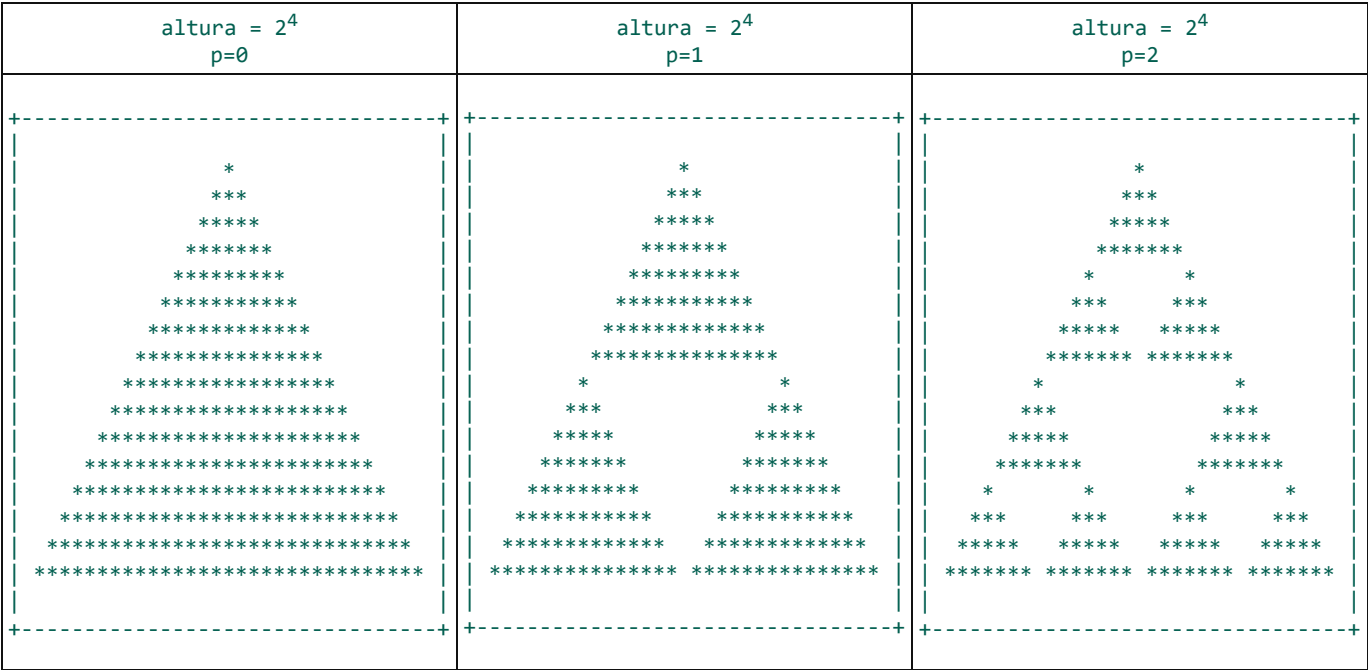 altura = 2⁴
p=0
altura = 2⁴
p=1
altura = 2⁴
p=2
+---------------------------------+
|                                 |
|                *                |
|               ***               |
|              *****              |
|             *******             |
|            *********            |
|           ***********           |
|          *************          |
|         ***************         |
|        *****************        |
|       *******************       |
|      *********************      |
|     ***********************     |
|    *************************    |
|   ***************************   |
|  *****************************  |
| ******************************* |
|                                 |
+---------------------------------+
+---------------------------------+
|                                 |
|                *                |
|               ***               |
|              *****              |
|             *******             |
|            *********            |
|           ***********           |
|          *************          |
|         ***************         |
|        *               *        |
|       ***             ***       |
|      *****           *****      |
|     *******         *******     |
|    *********       *********    |
|   ***********     ***********   |
|  *************   *************  |
| *************** *************** |
|                                 |
+---------------------------------+
+---------------------------------+
|                                 |
|                *                |
|               ***               |
|              *****              |
|             *******             |
|            *       *            |
|           ***     ***           |
|          *****   *****          |
|         ******* *******         |
|        *               *        |
|       ***             ***       |
|      *****           *****      |
|     *******         *******     |
|    *       *       *       *    |
|   ***     ***     ***     ***   |
|  *****   *****   *****   *****  |
| ******* ******* ******* ******* |
|                                 |
+---------------------------------+